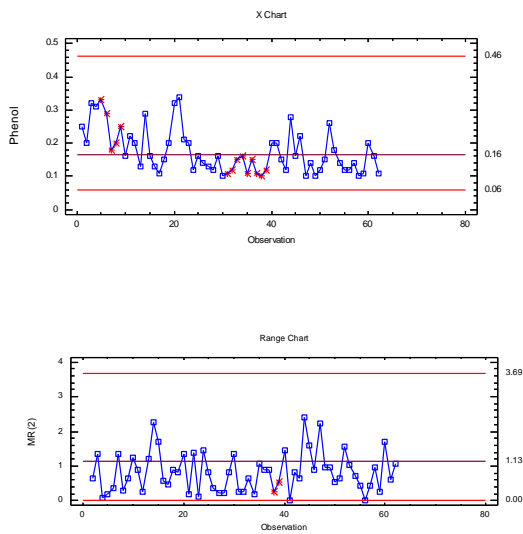 X Chart
0.5
0.4
0.3
0.2
0.1
0
Phenol
0.46
0.16
0.06
0 20 40 60 80
Observation
Range Chart
4
3
2
1
0
MR(2)
3.69
1.13
0.00
0 20 40 60 80
Observation